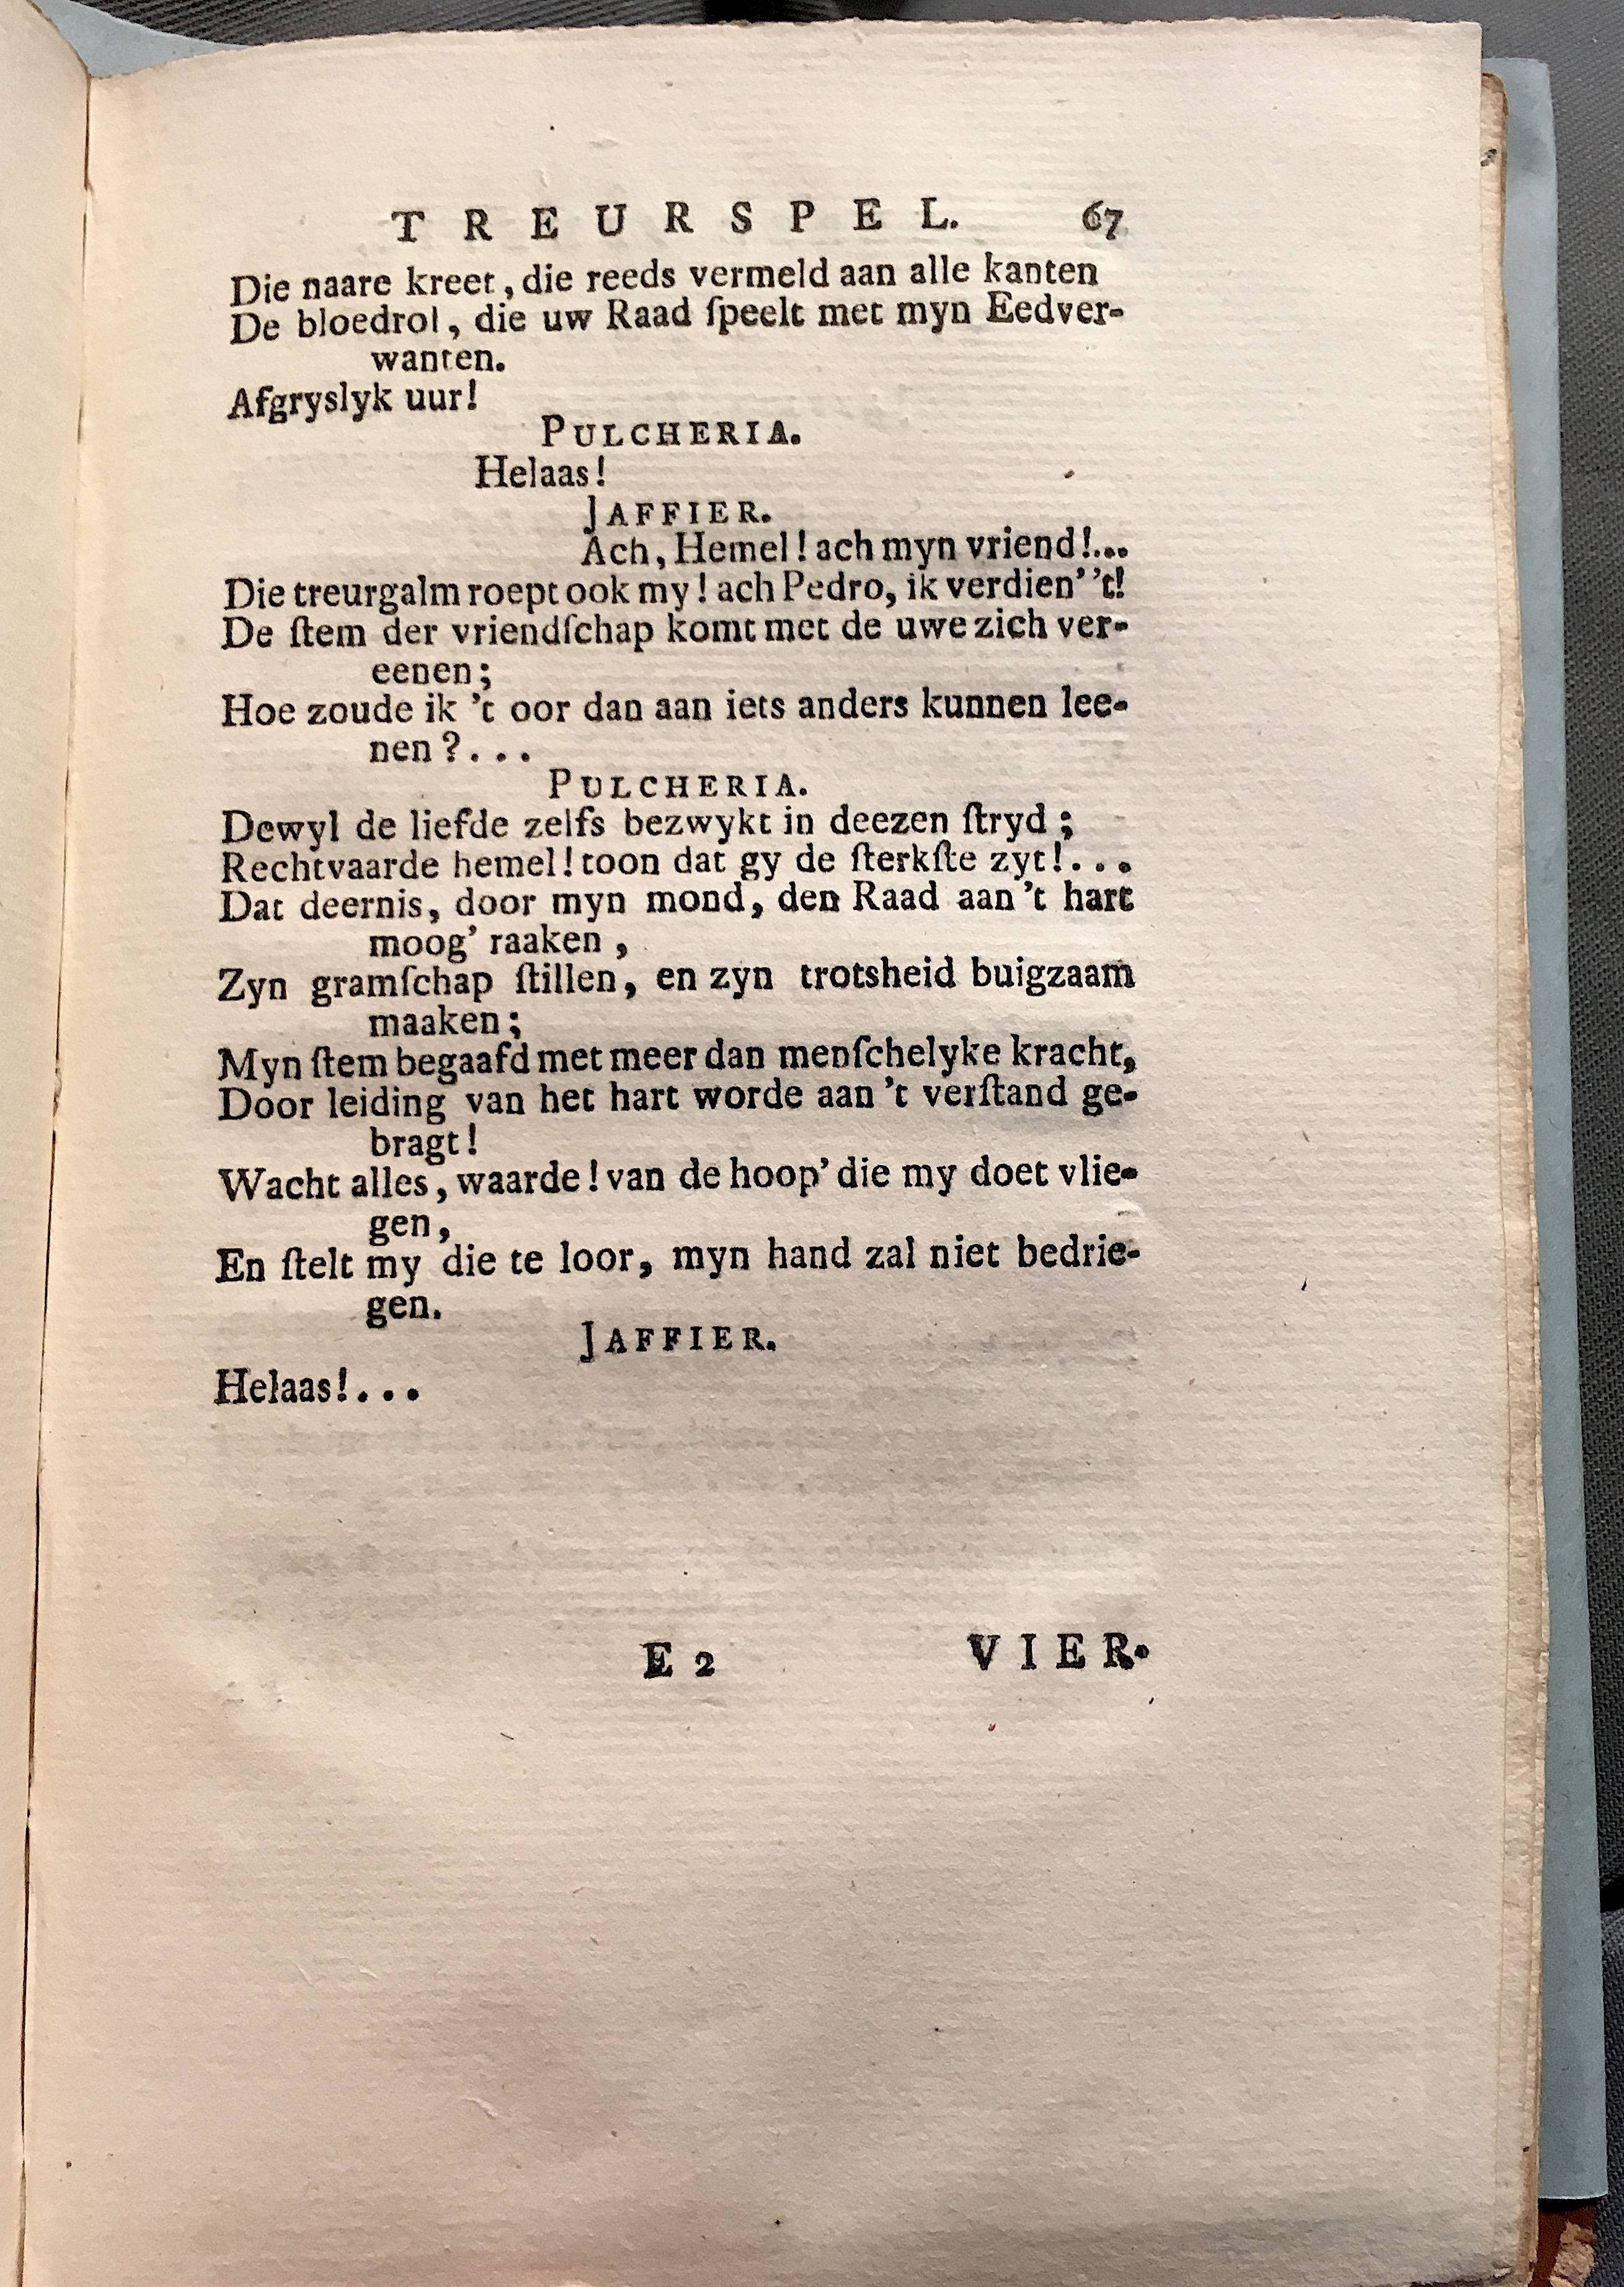 TREURSPEL. 67
Die naare kreet, die reeds vermeld aan alle kanten
De bloedrol, die uw Raad ſpeelt met myn Eedver-
wanten.
Afgryslyk uur!
PULCHERIA.
Helaas!
JAFFIER.
Ach, Hemel! ach myn vriend!...
Die treurgalm roept ook my! ach Pedro, ik verdien' 't!
De ſtem der vriendſchap komt met de uwe zich ver-
eenen;
Hoe zoude ik 't oor dan aan iets anders kunnen lee-
nen?...
PULCHERIA.
Dewyl de liefde zelfs bezwykt in deezen ſtryd;
Rechtvaarde hemel! toon dat gy de ſterkſte zyt!...
Dat deernis, door myn mond, den Raad aan 't hart
moog' raaken,
Zyn gramſchap ſtillen, en zyn trotsheid buigzaam
maaken;
Myn ſtem begaafd met meer dan menſchelyke kracht,
Door leiding van het hart worde aan 't verſtand ge-
bragt!
Wacht alles, waarde! van de hoop' die my doet vlie-
gen,
En ſtelt my die te loor, myn hand zal niet bedrie-
gen.
JAFFIER.
Helaas!...
E 2 VIER-